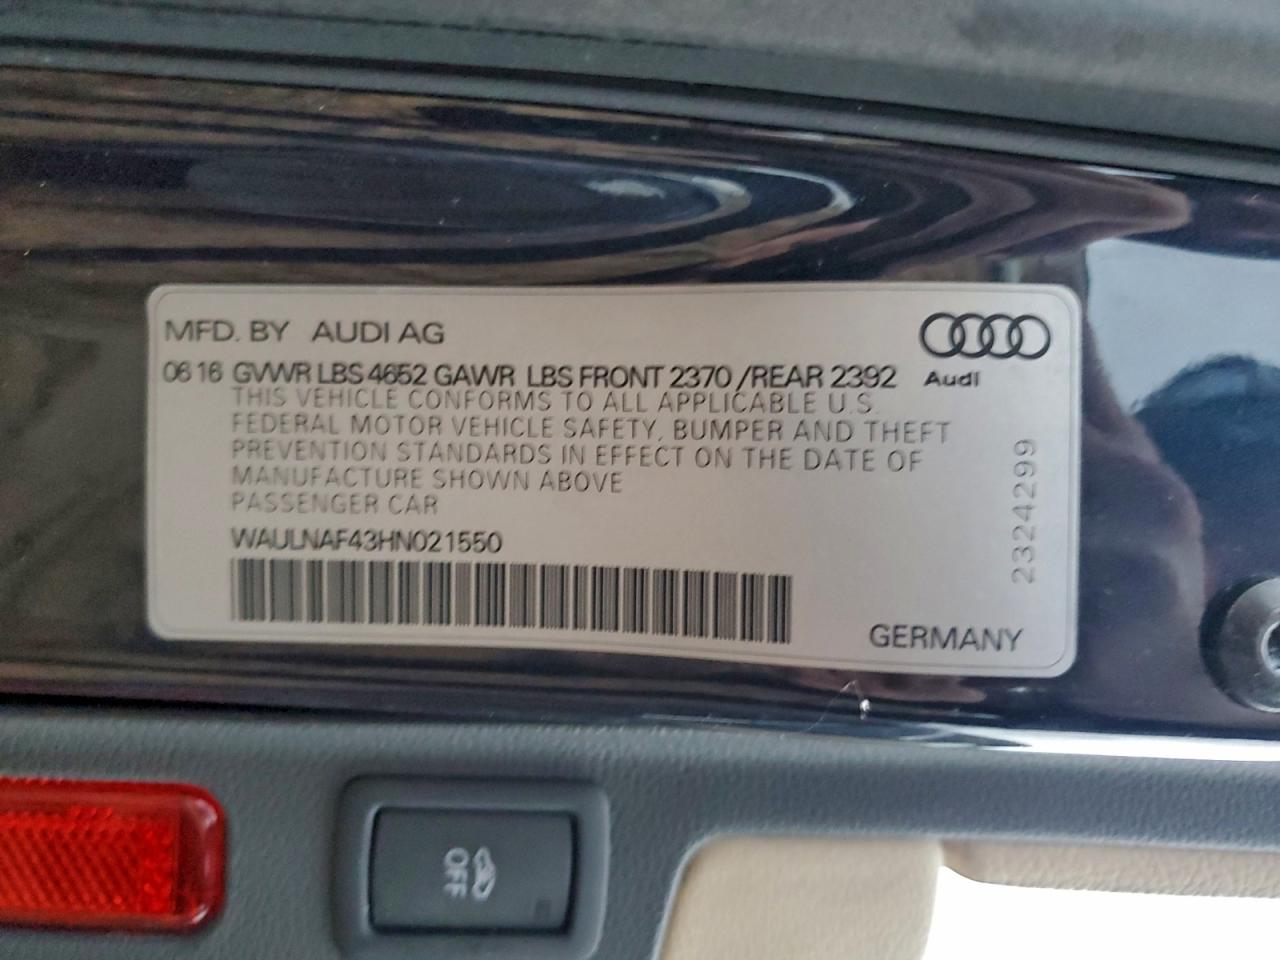 MFD. BY AUDI AG
06 16 GVWR LBS 4652 GAWR LBS FRONT 2370 /REAR 2392
Audi
THIS VEHICLE CONFORMS TO ALL APPLICABLE U.S.
FEDERAL MOTOR VEHICLE SAFETY, BUMPER AND THEFT
PREVENTION STANDARDS IN EFFECT ON THE DATE OF
MANUFACTURE SHOWN ABOVE
PASSENGER CAR
WAULNAF43HN021550
2324299
GERMANY
OFF